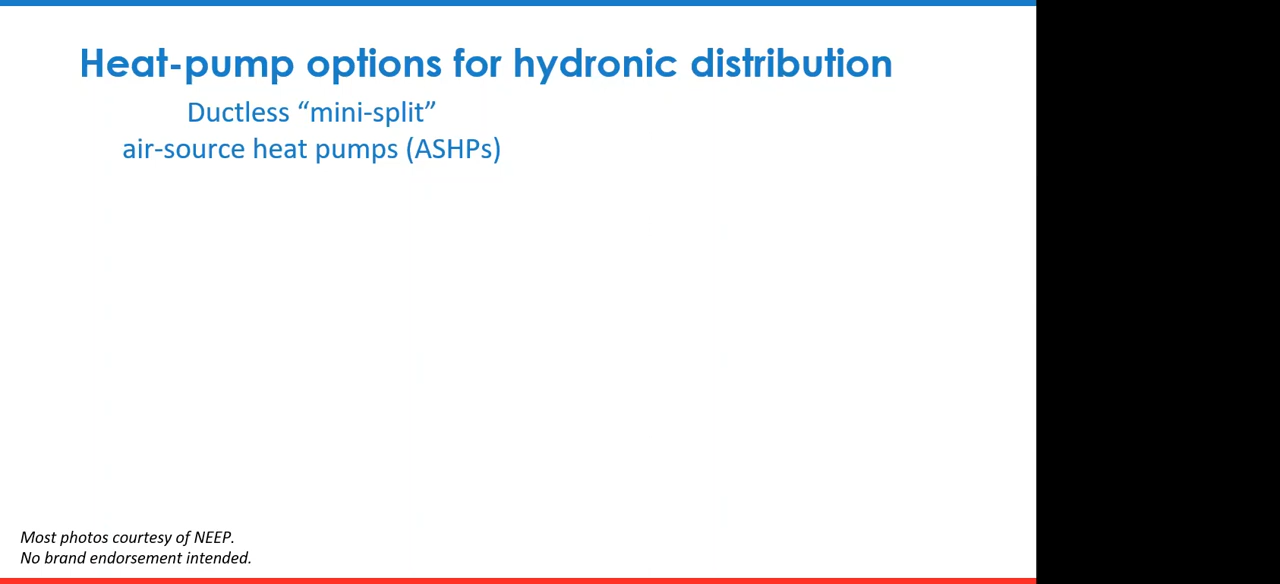 Heat-pump options for hydronic distribution
Ductless “mini-split”
air-source heat pumps (ASHPs)
Most photos courtesy of NEEP.
No brand endorsement intended.